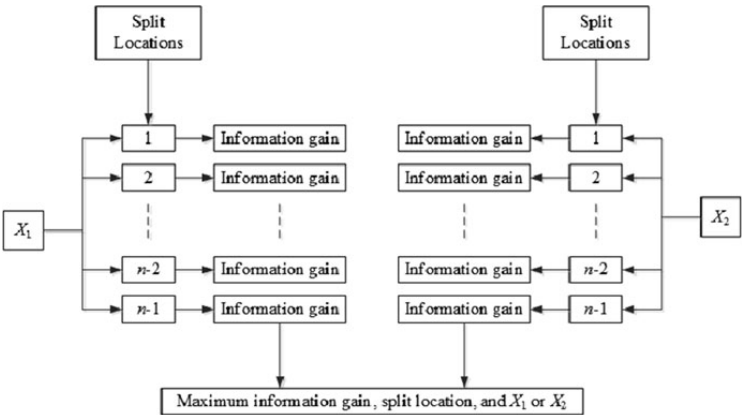 Split
Locations
Split
Locations
1
Information gain
Information gain
1
2
Information gain
Information gain
2
X₁
X₂
n-2
Information gain
Information gain
n-2
n-1
Information gain
Information gain
n-1
Maximum information gain, split location, and X₁ or X₂